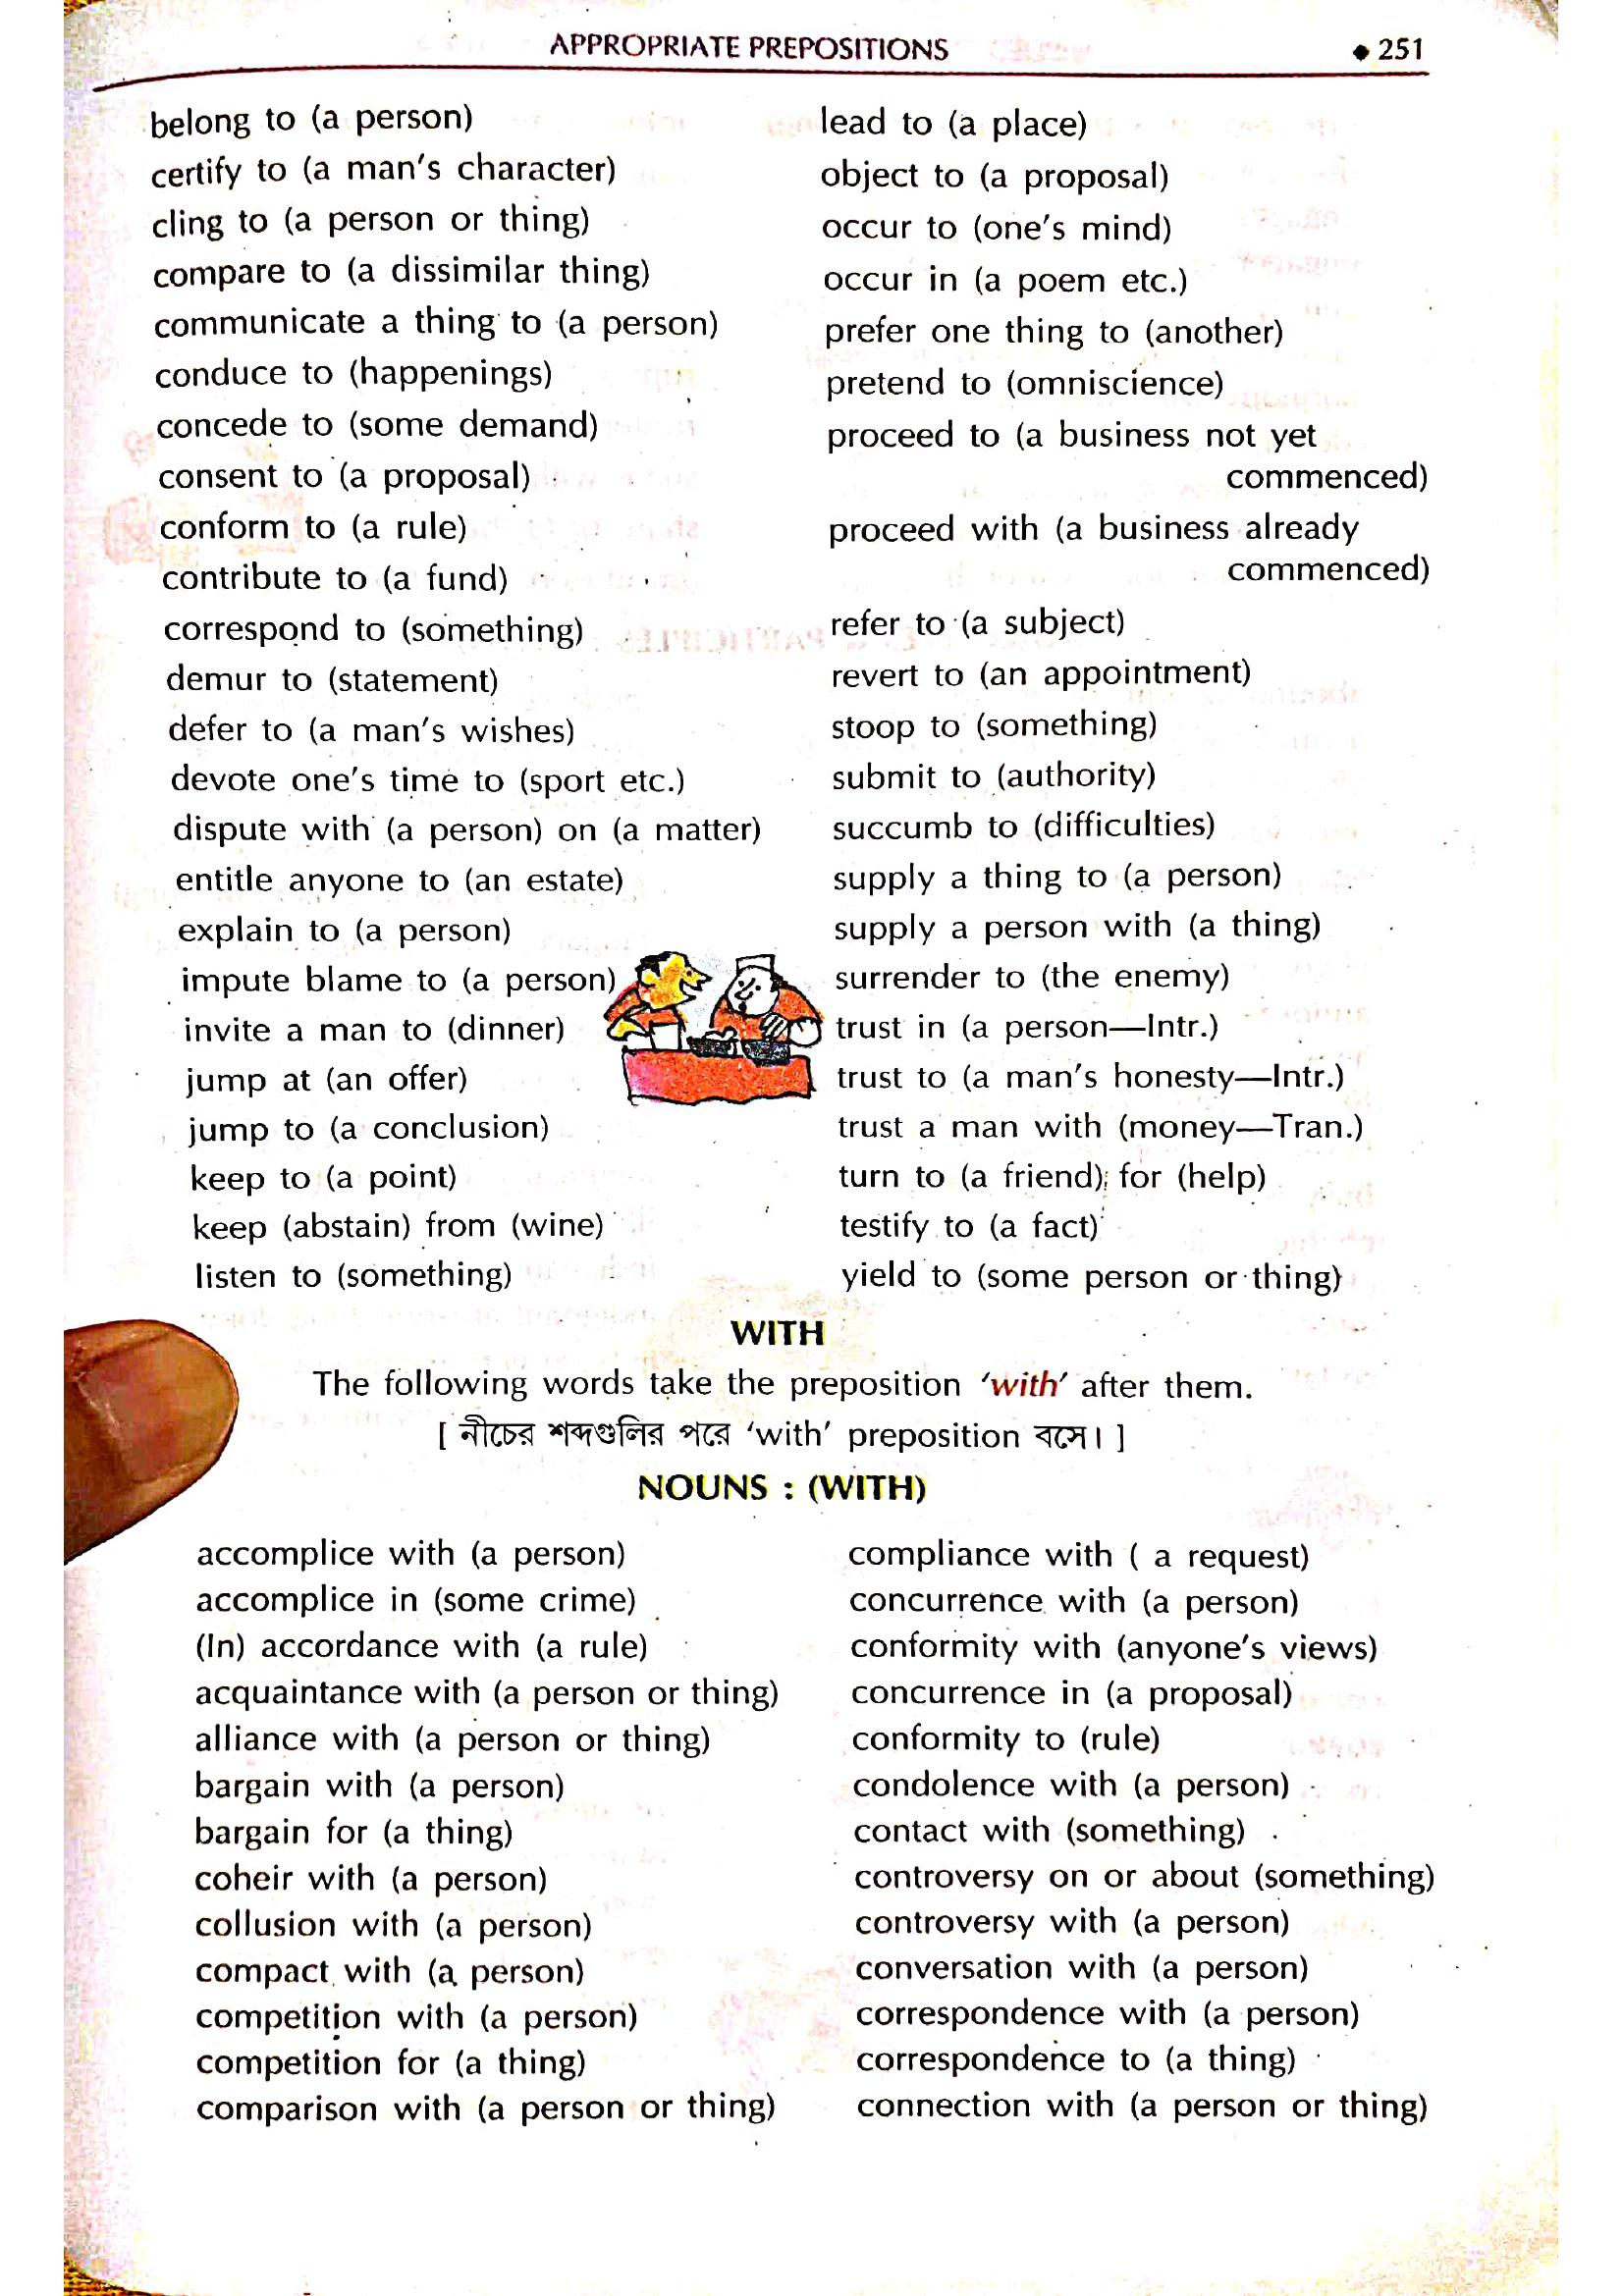 APPROPRIATE PREPOSITIONS ◆ 251
belong to (a person)
certify to (a man's character)
cling to (a person or thing)
compare to (a dissimilar thing)
communicate a thing to (a person)
conduce to (happenings)
concede to (some demand)
consent to (a proposal)
conform to (a rule)
contribute to (a fund)
correspond to (something)
demur to (statement)
defer to (a man's wishes)
devote one's time to (sport etc.)
dispute with (a person) on (a matter)
entitle anyone to (an estate)
explain to (a person)
impute blame to (a person)
invite a man to (dinner)
jump at (an offer)
jump to (a conclusion)
keep to (a point)
keep (abstain) from (wine)
listen to (something)
lead to (a place)
object to (a proposal)
occur to (one's mind)
occur in (a poem etc.)
prefer one thing to (another)
pretend to (omniscience)
proceed to (a business not yet
commenced)
proceed with (a business already
commenced)
refer to (a subject)
revert to (an appointment)
stoop to (something)
submit to (authority)
succumb to (difficulties)
supply a thing to (a person)
supply a person with (a thing)
surrender to (the enemy)
trust in (a person—Intr.)
trust to (a man's honesty—Intr.)
trust a man with (money—Tran.)
turn to (a friend); for (help)
testify to (a fact)
yield to (some person or thing)
WITH
The following words take the preposition 'with' after them.
[ নীচের শব্দগুলির পরে 'with' preposition বসে। ]
NOUNS : (WITH)
accomplice with (a person)
accomplice in (some crime)
(In) accordance with (a rule)
acquaintance with (a person or thing)
alliance with (a person or thing)
bargain with (a person)
bargain for (a thing)
coheir with (a person)
collusion with (a person)
compact with (a person)
competition with (a person)
competition for (a thing)
comparison with (a person or thing)
compliance with ( a request)
concurrence with (a person)
conformity with (anyone's views)
concurrence in (a proposal)
conformity to (rule)
condolence with (a person)
contact with (something)
controversy on or about (something)
controversy with (a person)
conversation with (a person)
correspondence with (a person)
correspondence to (a thing)
connection with (a person or thing)